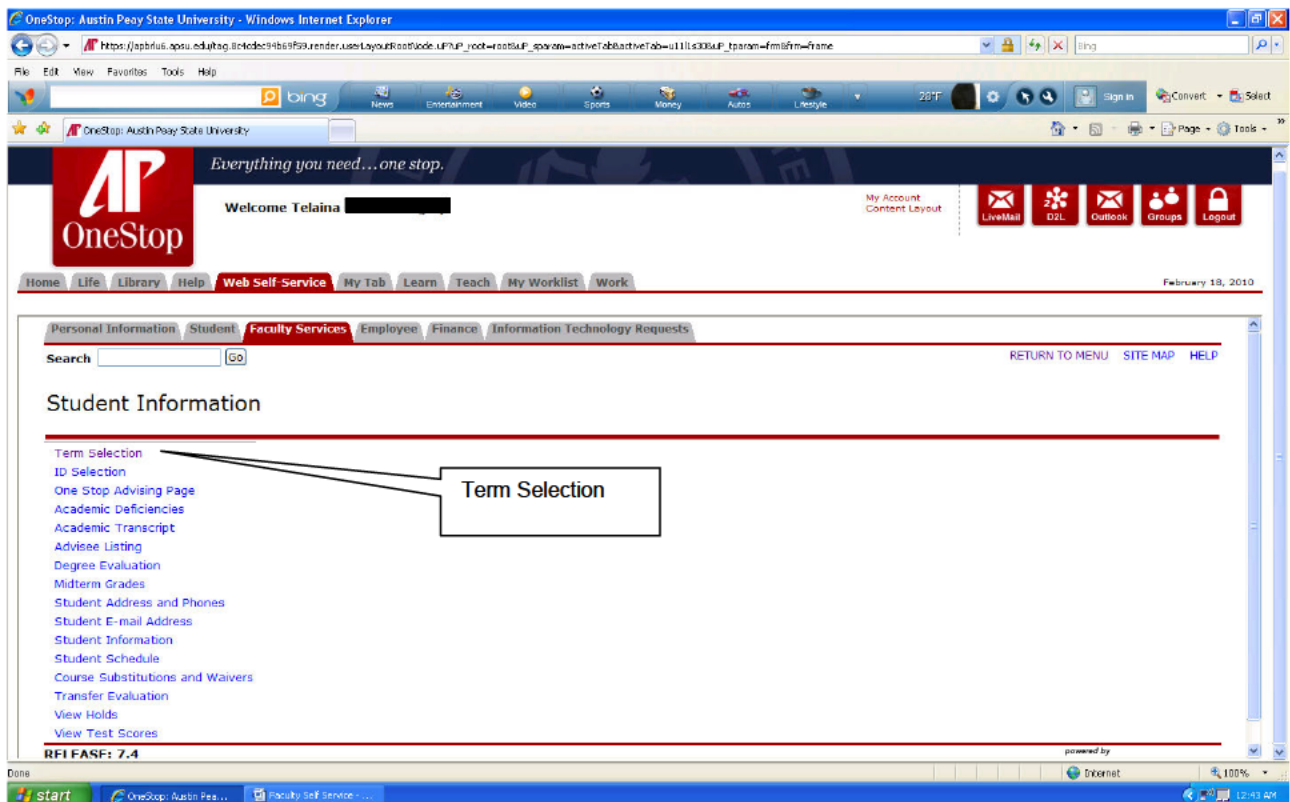 OneStop: Austin Peay State University - Windows Internet Explorer
Bing
File Edit View Favorites Tools Help
bing News Entertainment Video Sports Money Autos Lifestyle 28°F Sign in Convert Select
OneStop: Austin Peay State University Page Tools
AP
OneStop
Everything you need...one stop.
Welcome Telaina
My Account
Content Layout
LiveMail D2L Outlook Groups Logout
Home Life Library Help Web Self-Service My Tab Learn Teach My Worklist Work February 18, 2010
Personal Information Student Faculty Services Employee Finance Information Technology Requests
Search Go RETURN TO MENU SITE MAP HELP
Student Information
Term Selection
ID Selection
One Stop Advising Page
Academic Deficiencies
Academic Transcript
Advisee Listing
Degree Evaluation
Midterm Grades
Student Address and Phones
Student E-mail Address
Student Information
Student Schedule
Course Substitutions and Waivers
Transfer Evaluation
View Holds
View Test Scores
Term Selection
RELEASE: 7.4 powered by
Done Internet 100%
start OneStop: Austin Pea... Faculty Self Service - ... 12:43 AM